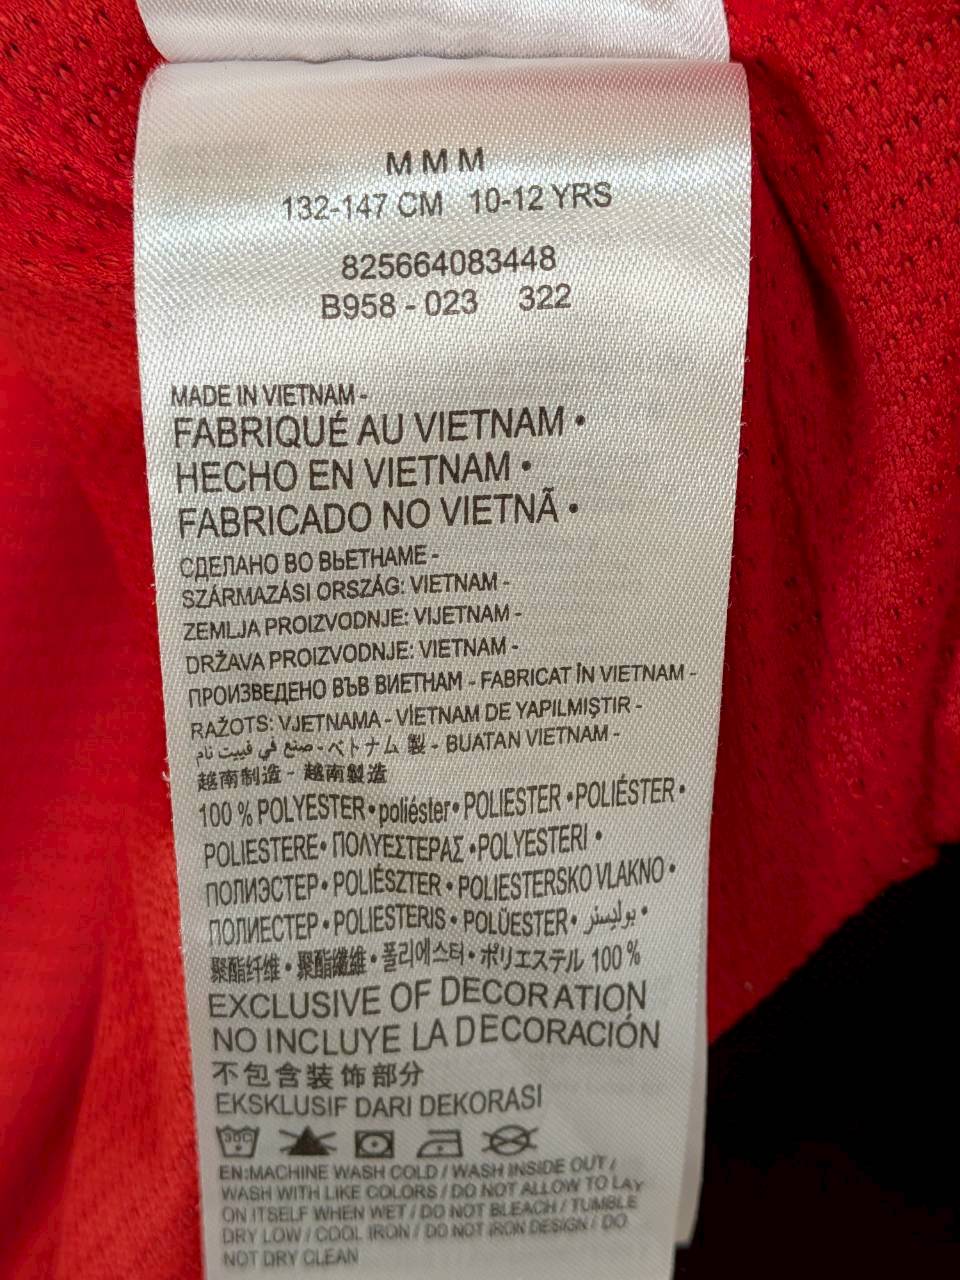 M M M
132-147 CM 10-12 YRS
825664083448
B958 - 023 322
MADE IN VIETNAM -
FABRIQUÉ AU VIETNAM •
HECHO EN VIETNAM •
FABRICADO NO VIETNÃ •
СДЕЛАНО ВО ВЬЕТНАМЕ -
SZÁRMAZÁSI ORSZÁG: VIETNAM -
ZEMLJA PROIZVODNJE: VIJETNAM -
DRŽAVA PROIZVODNJE: VIETNAM -
ПРОИЗВЕДЕНО ВЪВ ВИЕТНАМ - FABRICAT ÎN VIETNAM -
RAŽOTS: VJETNAMA - VİETNAM DE YAPILMIŞTIR -
صنع في فييت نام - ベトナム 製 - BUATAN VIETNAM -
越南制造 - 越南製造
100 % POLYESTER • poliéster • POLIESTER • POLIÉSTER •
POLIESTERE • ΠΟΛΥΕΣΤΕΡΑΣ • POLYESTERI •
ПОЛИЭСТЕР • POLIÉSZTER • POLIESTERSKO VLAKNO •
ПОЛИЕСТЕР • POLIESTERIS • POLÜESTER • بوليستر •
聚酯纤维 • 聚酯纖維 • 폴리에스터 • ポリエステル 100 %
EXCLUSIVE OF DECORATION
NO INCLUYE LA DECORACIÓN
不包含装饰部分
EKSKLUSIF DARI DEKORASI
30C
EN:MACHINE WASH COLD / WASH INSIDE OUT /
WASH WITH LIKE COLORS / DO NOT ALLOW TO LAY
ON ITSELF WHEN WET / DO NOT BLEACH / TUMBLE
DRY LOW / COOL IRON / DO NOT IRON DESIGN / DO
NOT DRY CLEAN